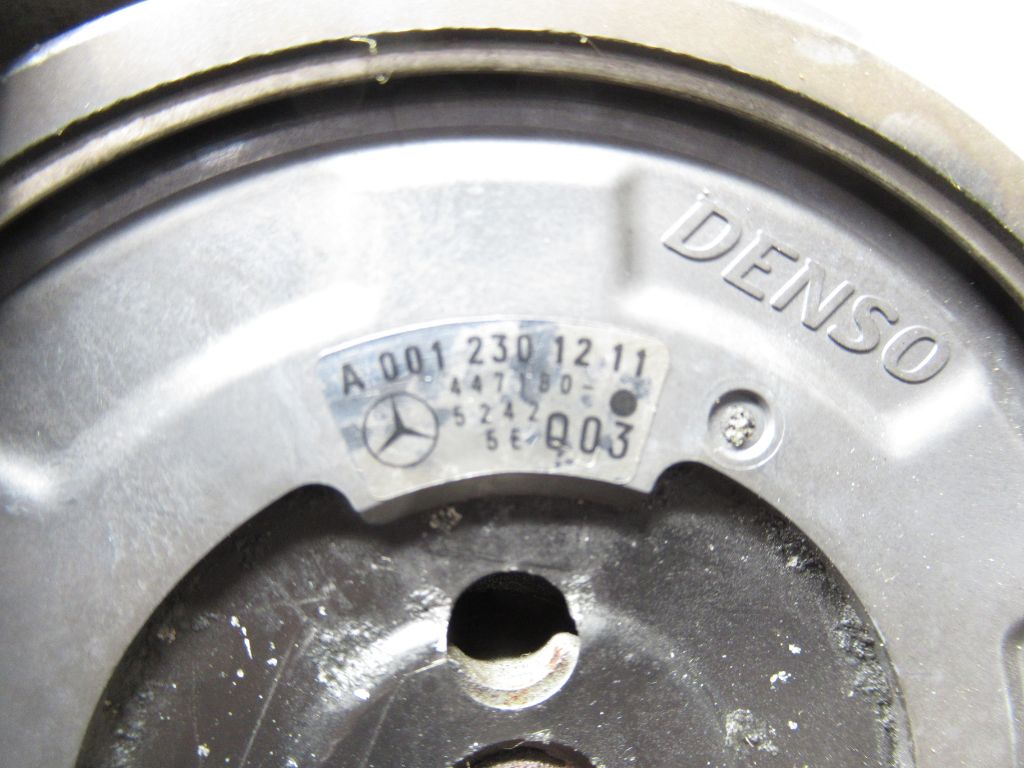 DENSO
A 001 230 12 11
447180-
5242
5E Q03